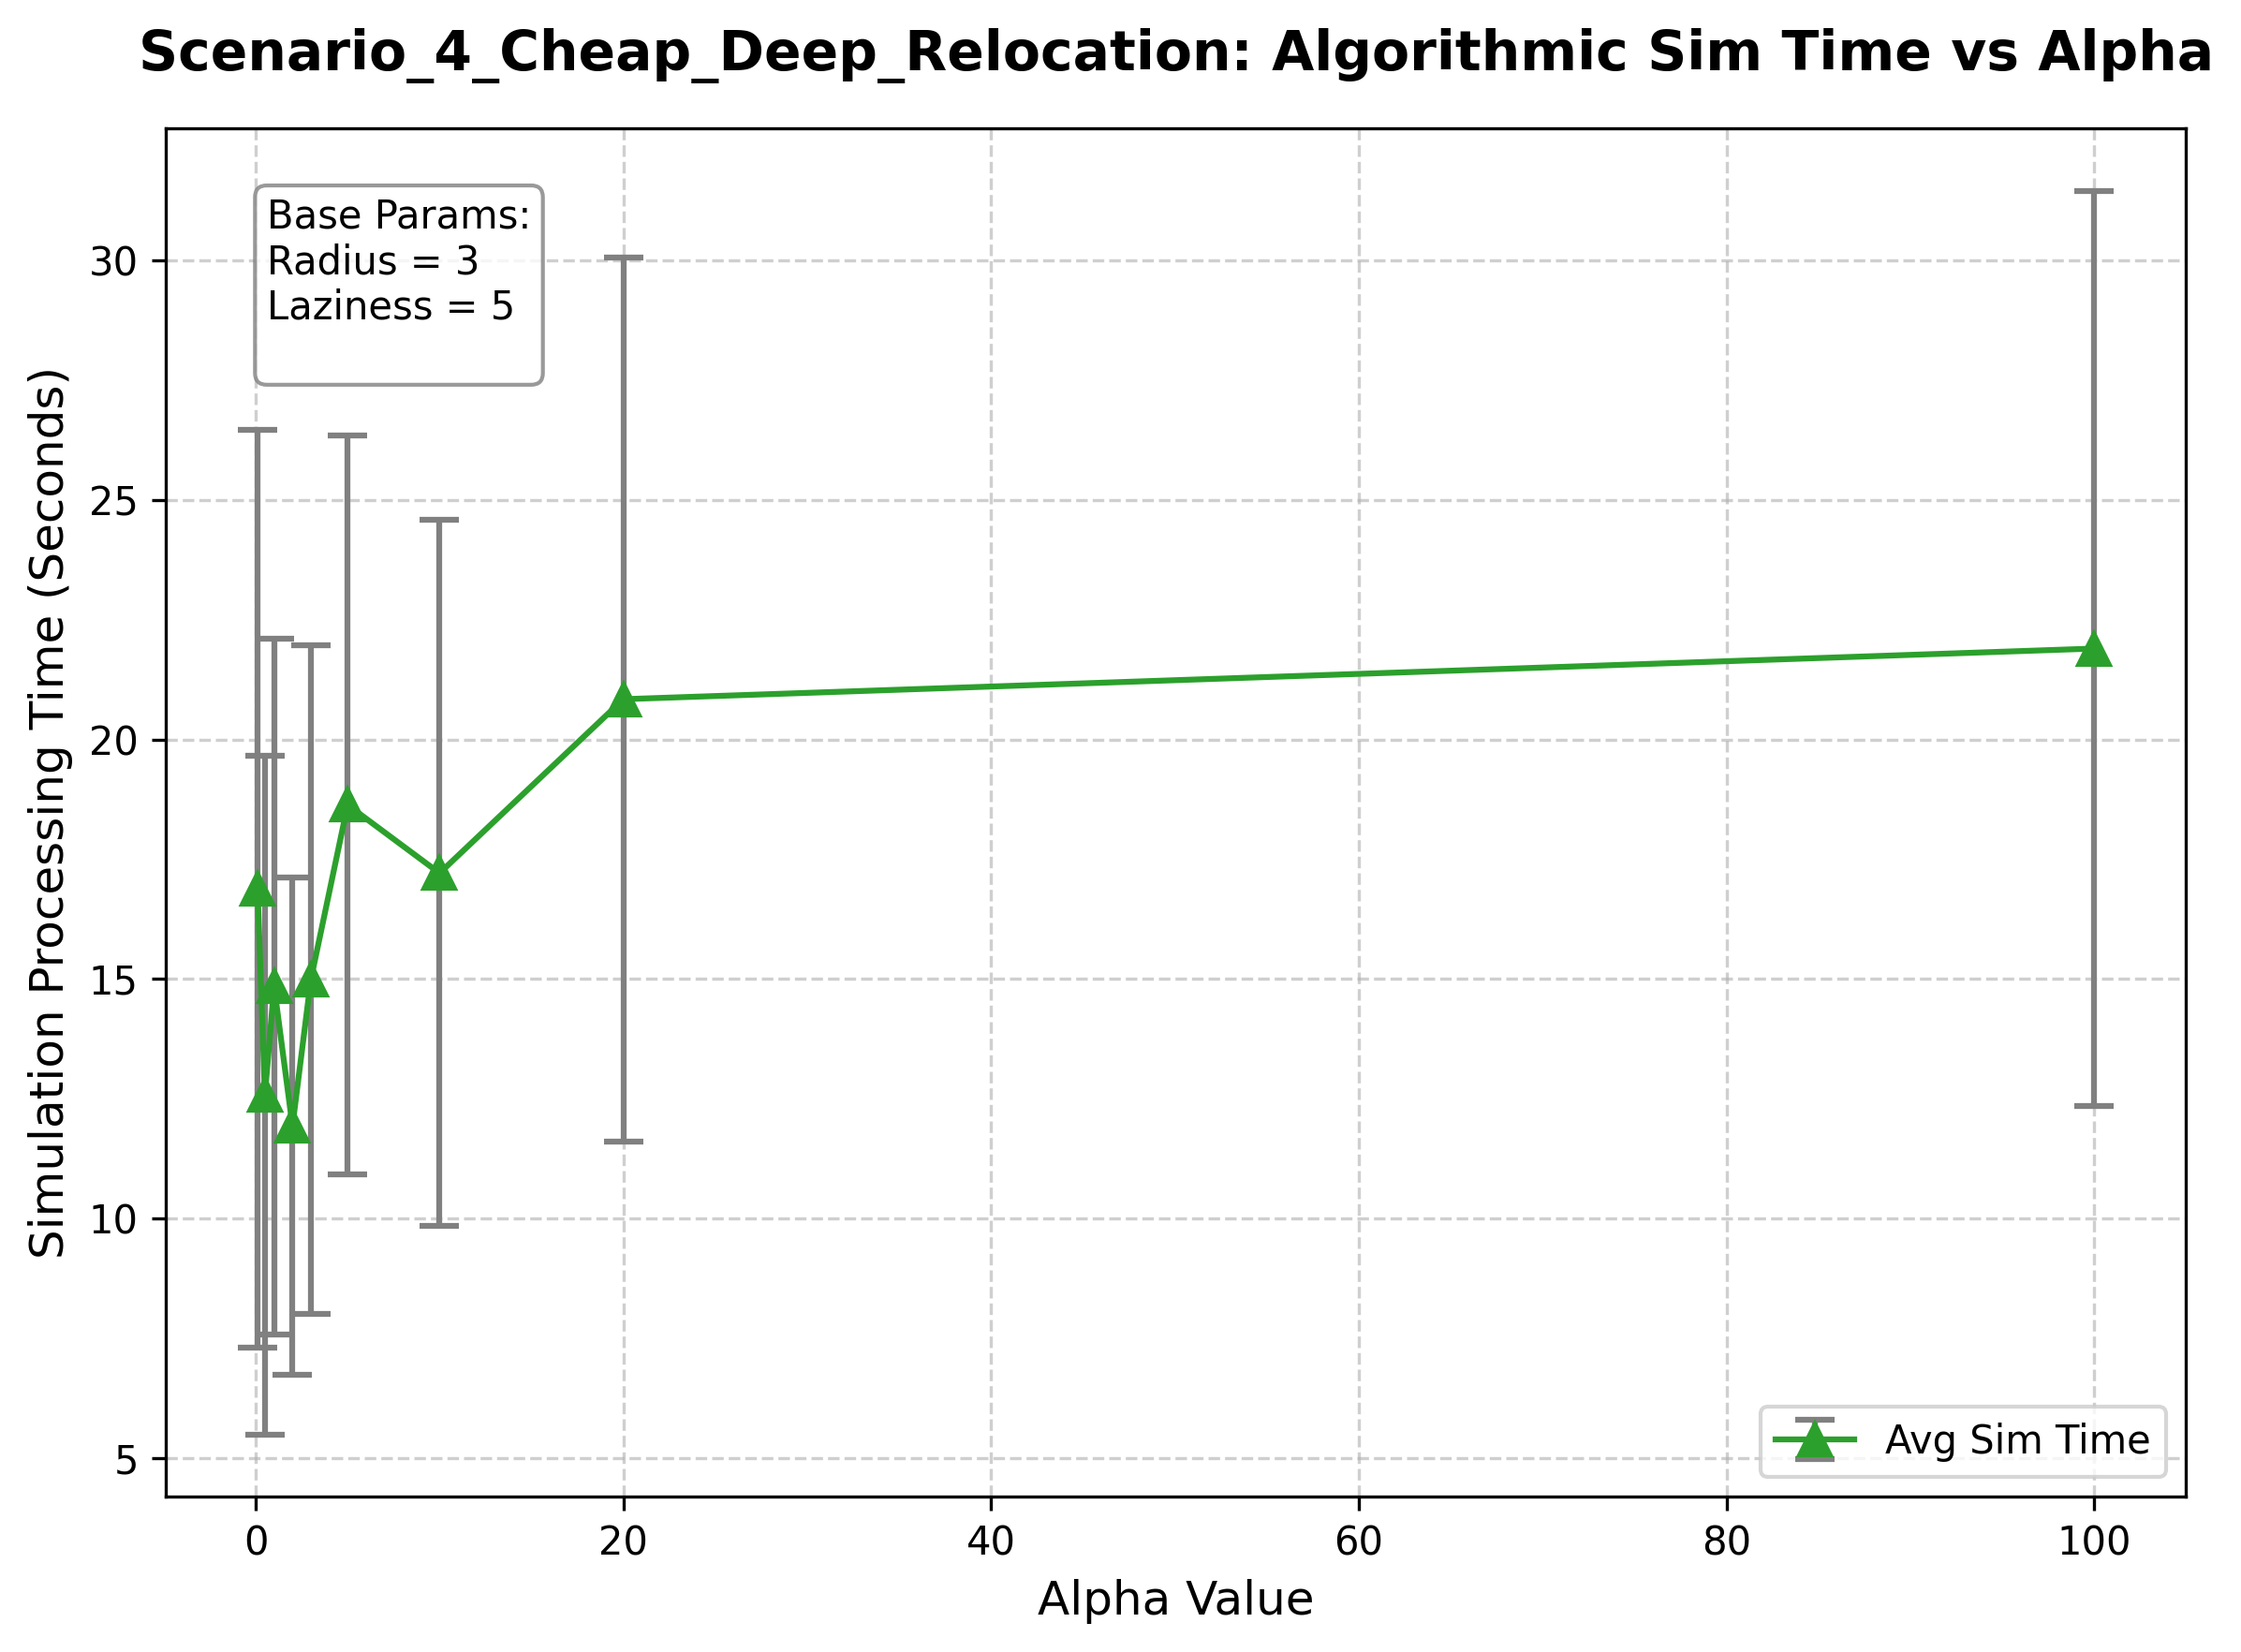 Scenario_4_Cheap_Deep_Relocation: Algorithmic Sim Time vs Alpha
Simulation Processing Time (Seconds)
30
25
20
15
10
5
Base Params:
Radius = 3
Laziness = 5
Avg Sim Time
0
20
40
60
80
100
Alpha Value